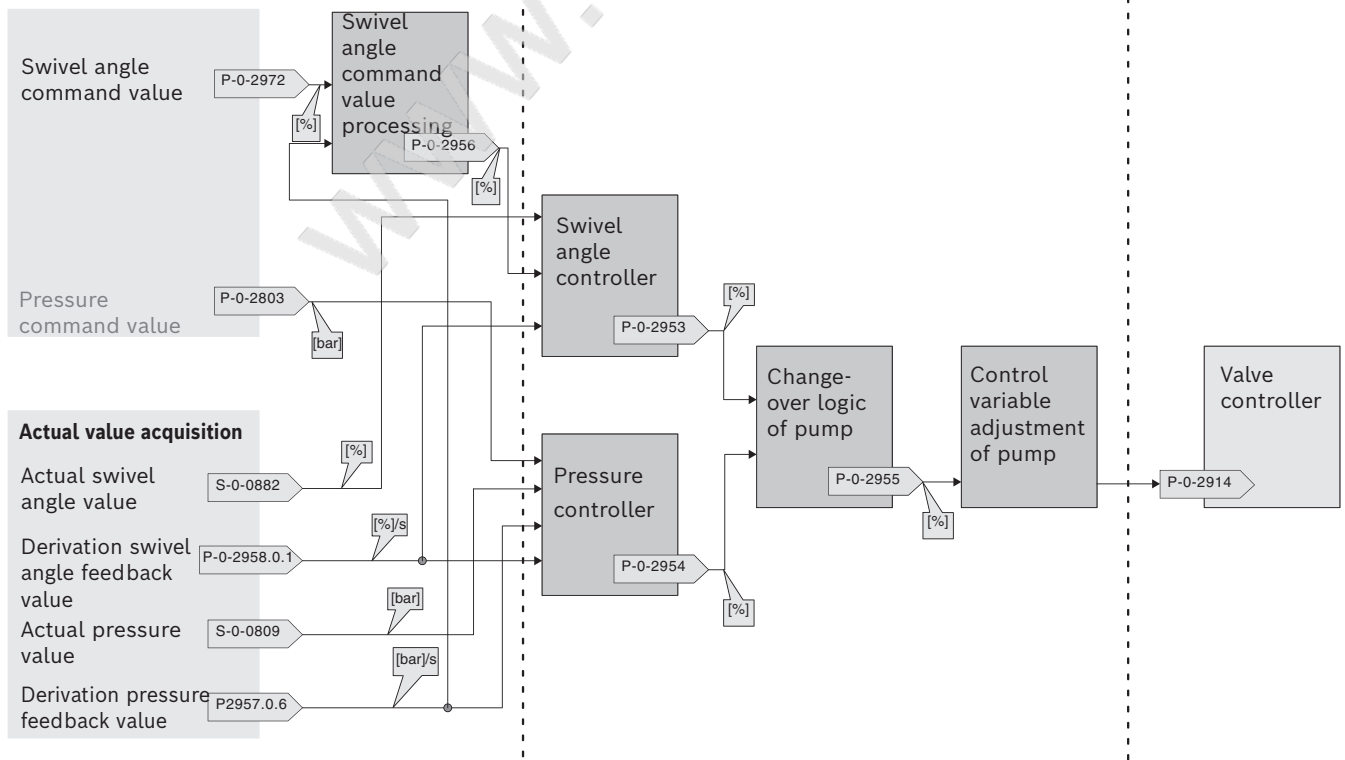 Swivel angle
command value
P-0-2972
[%]
Swivel
angle
command
value
processing
P-0-2956
[%]
www.
Pressure
command value
P-0-2803
[bar]
Swivel
angle
controller
P-0-2953
[%]
Change-
over logic
of pump
P-0-2955
[%]
Control
variable
adjustment
of pump
Valve
controller
P-0-2914
Actual value acquisition
Actual swivel
angle value
S-0-0882
[%]
Derivation swivel
angle feedback
value
P-0-2958.0.1
[%]/s
Actual pressure
value
S-0-0809
[bar]
Derivation pressure
feedback value
P2957.0.6
[bar]/s
Pressure
controller
P-0-2954
[%]